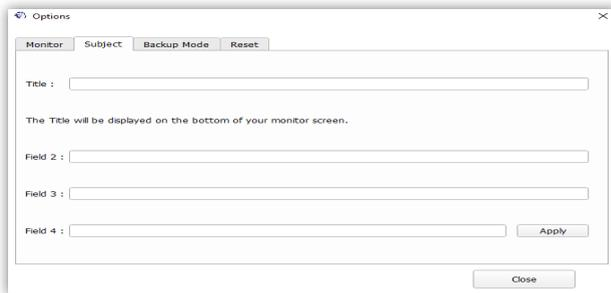 Options
Monitor Subject Backup Mode Reset
Title :
The Title will be displayed on the bottom of your monitor screen.
Field 2 :
Field 3 :
Field 4 : Apply
Close